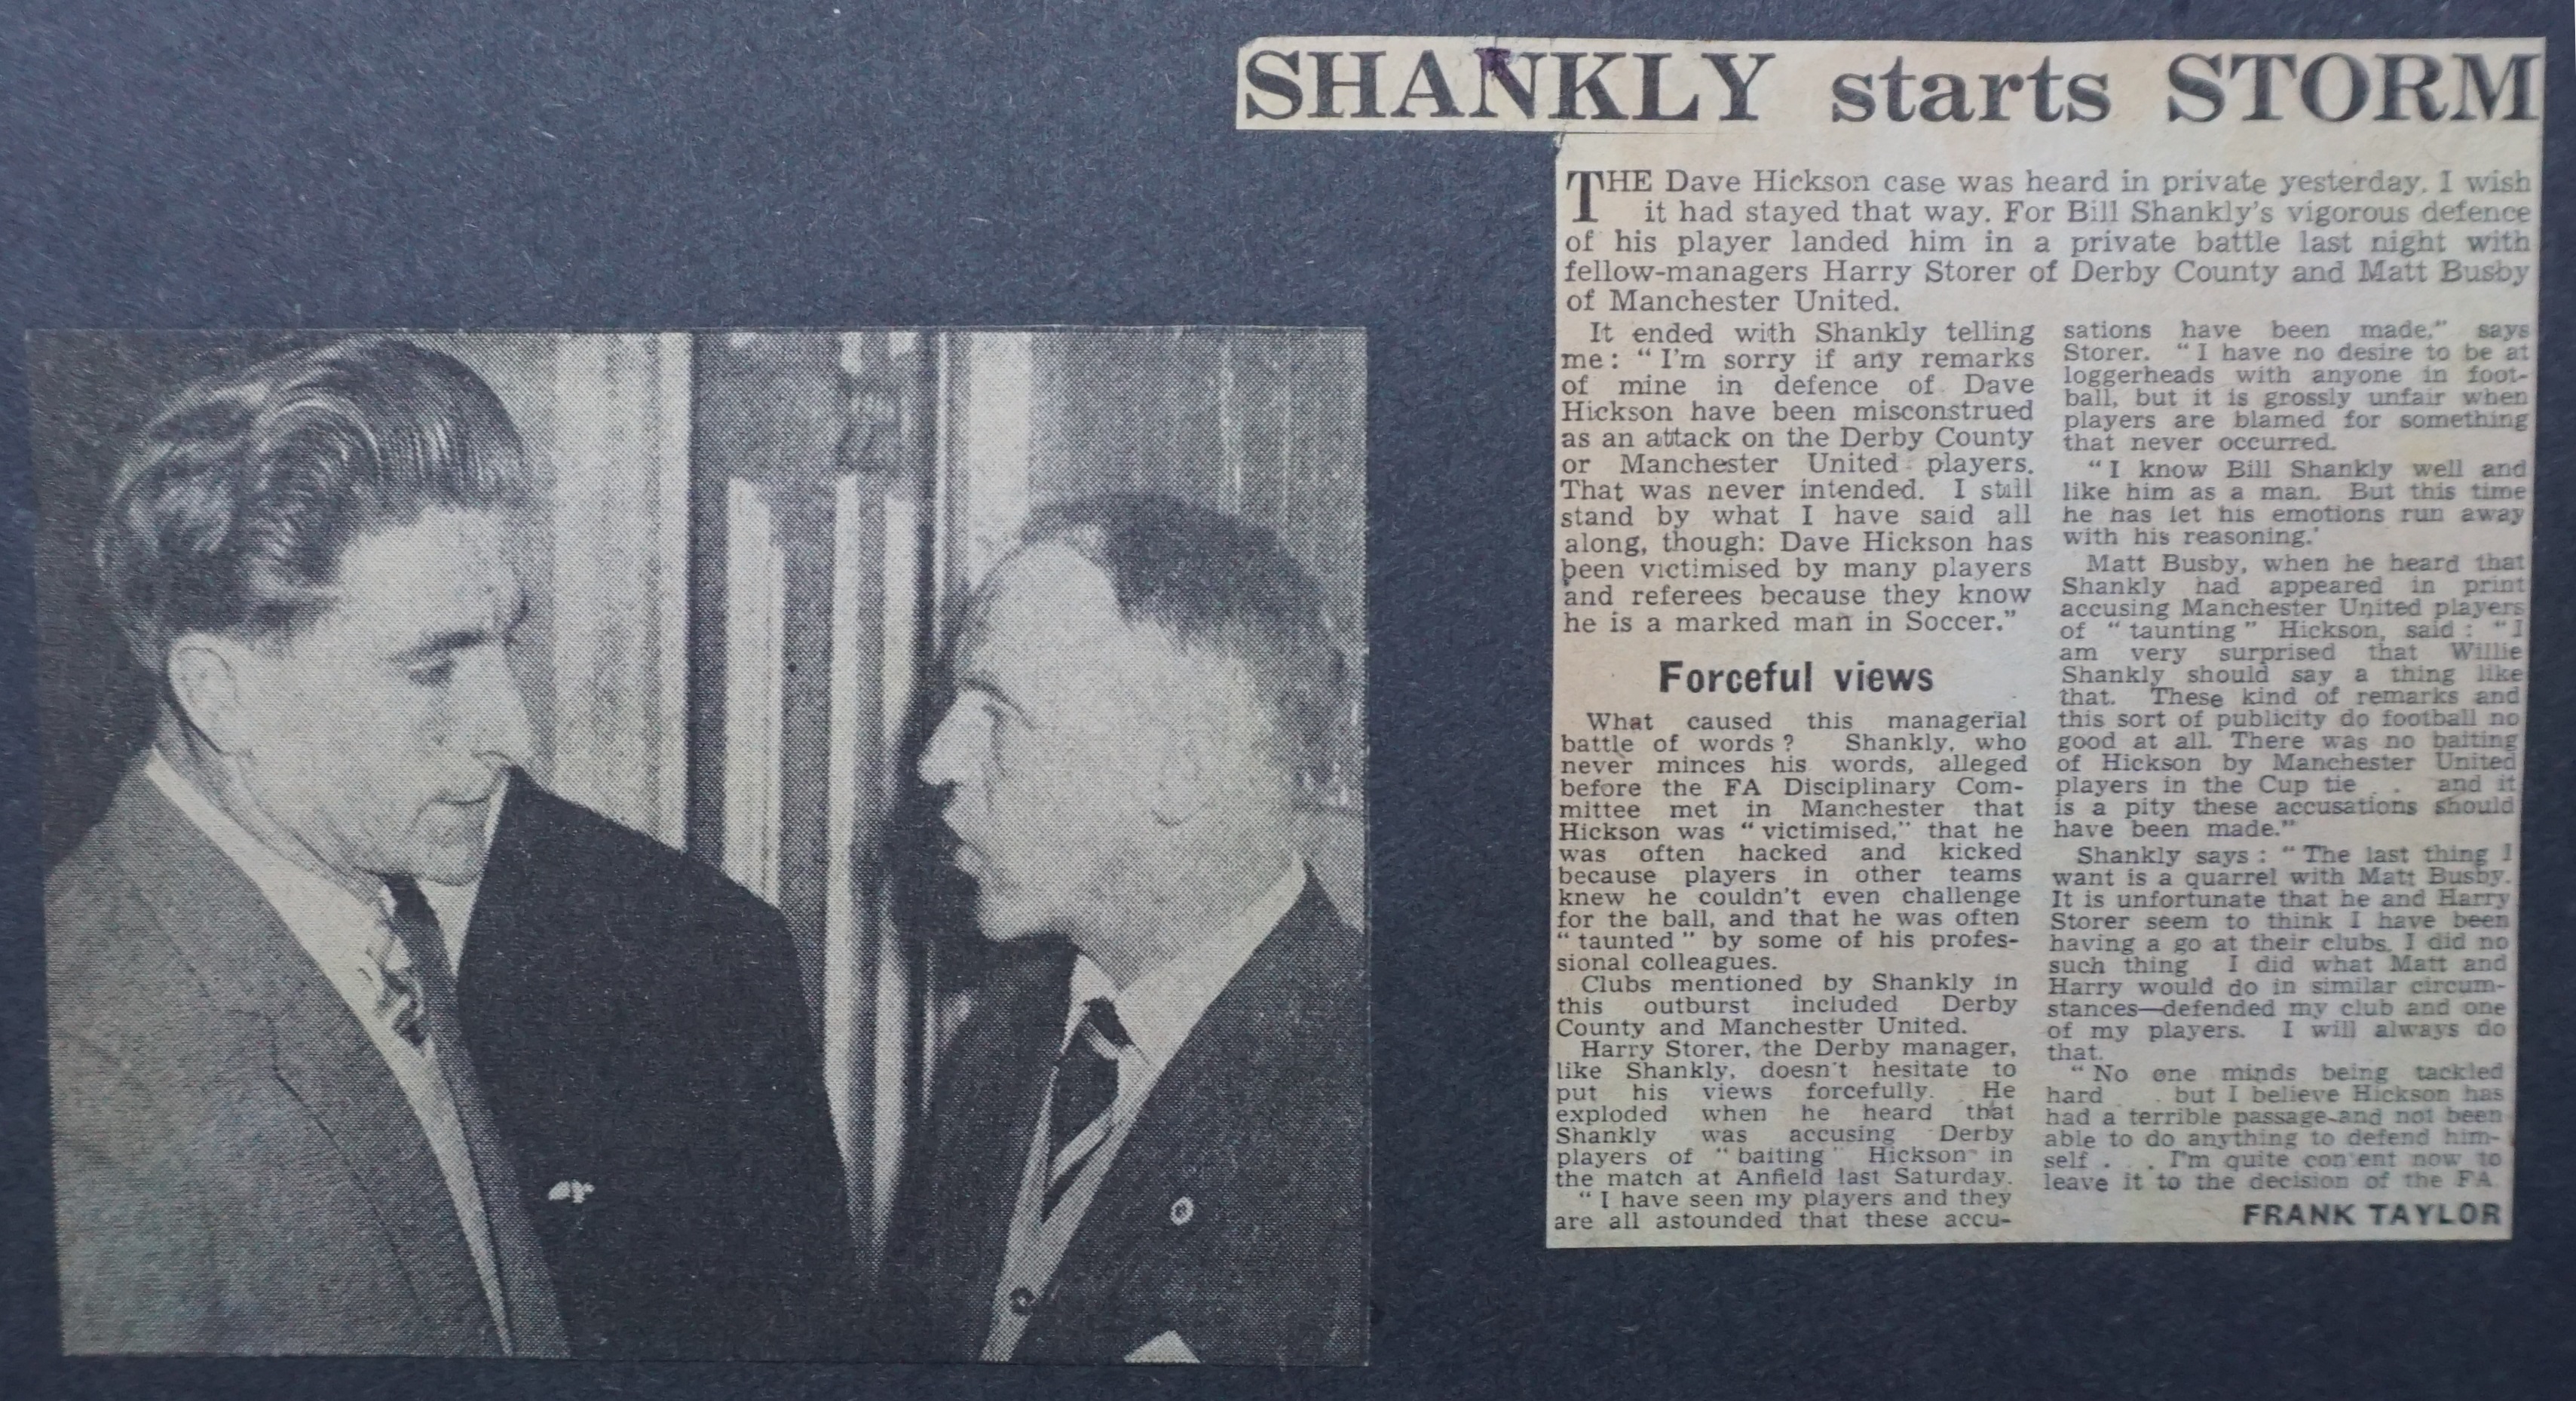 SHANKLY starts STORM
THE Dave Hickson case was heard in private yesterday. I wish
it had stayed that way. For Bill Shankly's vigorous defence
of his player landed him in a private battle last night with
fellow-managers Harry Storer of Derby County and Matt Busby
of Manchester United.
It ended with Shankly telling
me: "I'm sorry if any remarks
of mine in defence of Dave
Hickson have been misconstrued
as an attack on the Derby County
or Manchester United players.
That was never intended. I still
stand by what I have said all
along, though: Dave Hickson has
been victimised by many players
and referees because they know
he is a marked man in Soccer."
Forceful views
What caused this managerial
battle of words? Shankly, who
never minces his words, alleged
before the FA Disciplinary Com-
mittee met in Manchester that
Hickson was "victimised," that he
was often hacked and kicked
because players in other teams
knew he couldn't even challenge
for the ball, and that he was often
"taunted" by some of his profes-
sional colleagues.
Clubs mentioned by Shankly in
this outburst included Derby
County and Manchester United.
Harry Storer, the Derby manager,
like Shankly, doesn't hesitate to
put his views forcefully. He
exploded when he heard that
Shankly was accusing Derby
players of "baiting" Hickson in
the match at Anfield last Saturday.
"I have seen my players and they
are all astounded that these accu-
sations have been made," says
Storer. "I have no desire to be at
loggerheads with anyone in foot-
ball, but it is grossly unfair when
players are blamed for something
that never occurred.
"I know Bill Shankly well and
like him as a man. But this time
he has let his emotions run away
with his reasoning.'
Matt Busby, when he heard that
Shankly had appeared in print
accusing Manchester United players
of "taunting" Hickson, said: "I
am very surprised that Willie
Shankly should say a thing like
that. These kind of remarks and
this sort of publicity do football no
good at all. There was no baiting
of Hickson by Manchester United
players in the Cup tie . . and it
is a pity these accusations should
have been made."
Shankly says: "The last thing I
want is a quarrel with Matt Busby.
It is unfortunate that he and Harry
Storer seem to think I have been
having a go at their clubs. I did no
such thing I did what Matt and
Harry would do in similar circum-
stances—defended my club and one
of my players. I will always do
that.
"No one minds being tackled
hard . . but I believe Hickson has
had a terrible passage and not been
able to do anything to defend him-
self . . . I'm quite content now to
leave it to the decision of the FA
FRANK TAYLOR